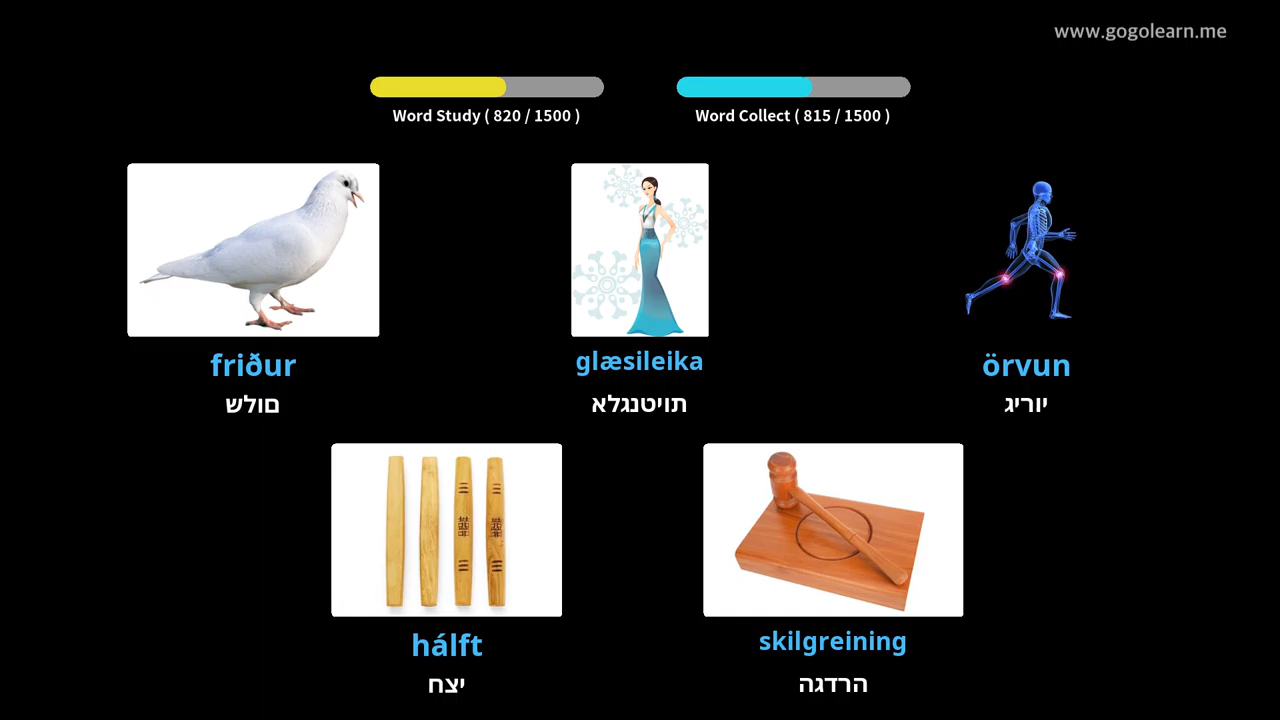 www.gogolearn.me
Word Study ( 820 / 1500 )
Word Collect ( 815 / 1500 )
friður
םולש
glæsileika
תויטנגלא
örvun
יוריג
hálft
יצח
skilgreining
הרדגה